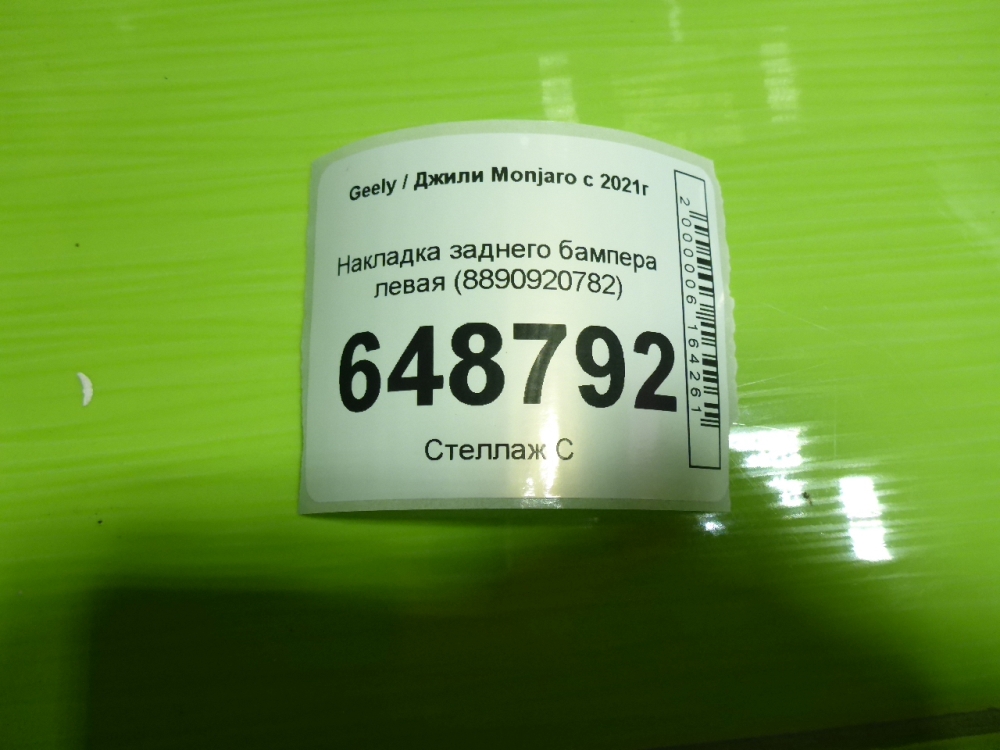 Geely / Джили Monjaro с 2021г
Накладка заднего бампера
левая (8890920782)
648792
Стеллаж С
2000006164261